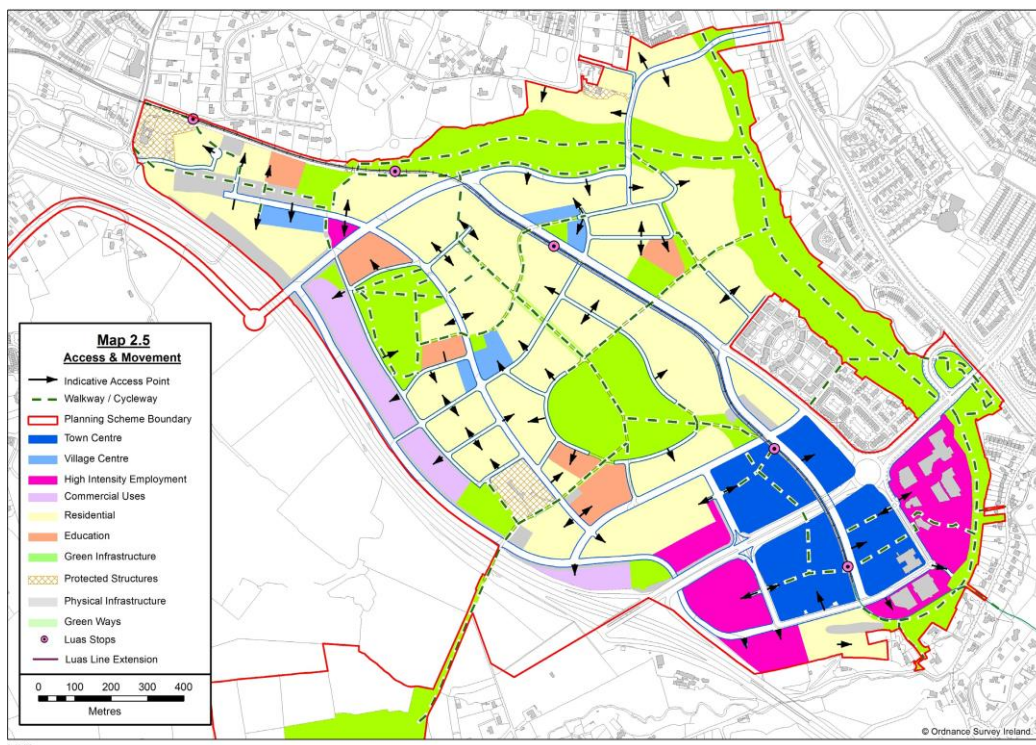 Map 2.5
Access & Movement
Indicative Access Point
Walkway / Cycleway
Planning Scheme Boundary
Town Centre
Village Centre
High Intensity Employment
Commercial Uses
Residential
Education
Green Infrastructure
Protected Structures
Physical Infrastructure
Green Ways
Luas Stops
Luas Line Extension
0 100 200 300 400
Metres
© Ordnance Survey Ireland